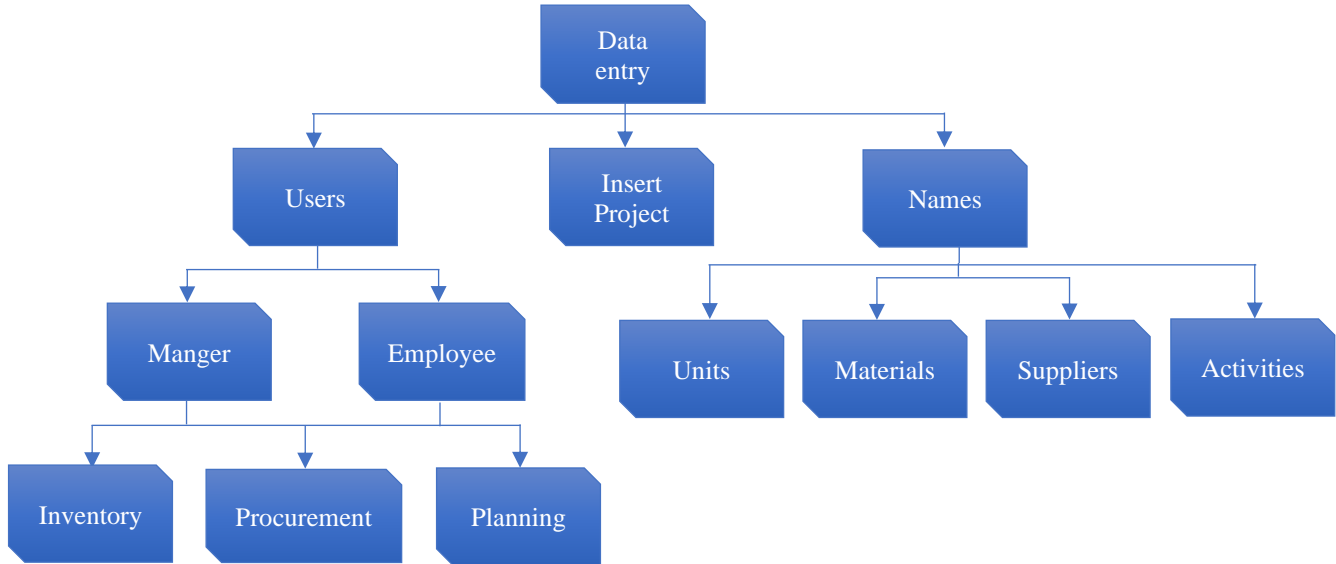 Data
entry
Users
Insert
Project
Names
Manger
Employee
Units
Materials
Suppliers
Activities
Inventory
Procurement
Planning